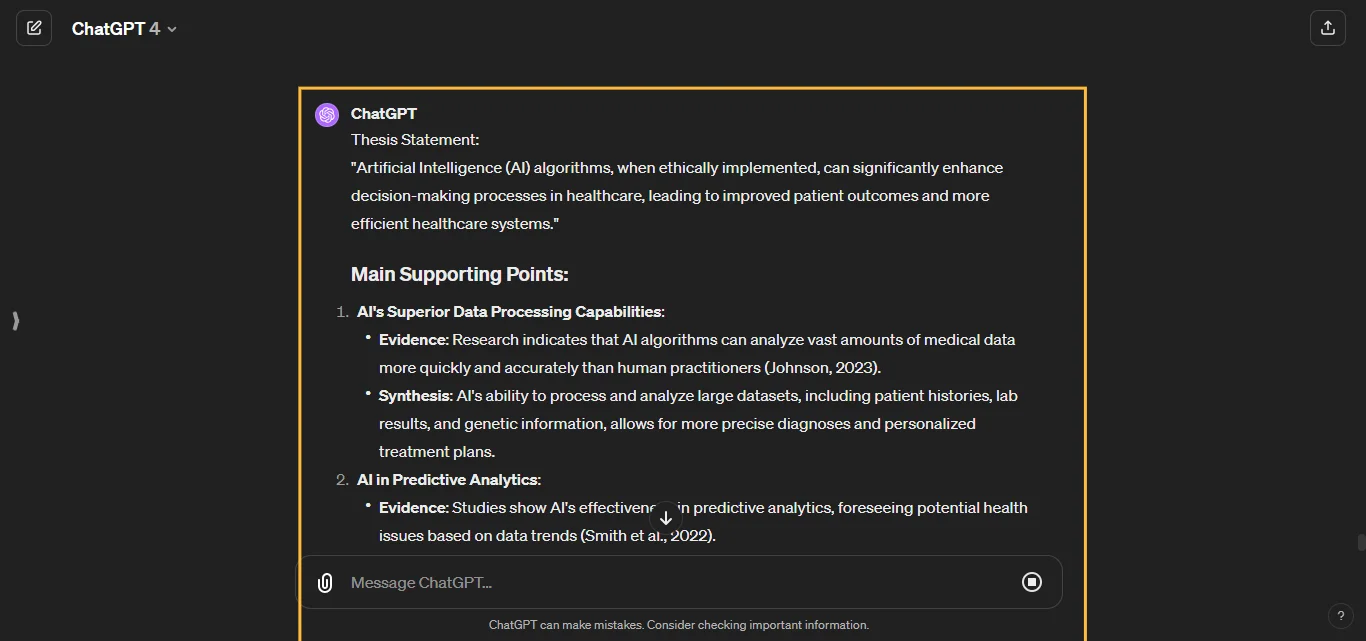 ChatGPT 4
ChatGPT
Thesis Statement:
"Artificial Intelligence (AI) algorithms, when ethically implemented, can significantly enhance
decision-making processes in healthcare, leading to improved patient outcomes and more
efficient healthcare systems."
Main Supporting Points:
1. AI's Superior Data Processing Capabilities:
• Evidence: Research indicates that AI algorithms can analyze vast amounts of medical data
more quickly and accurately than human practitioners (Johnson, 2023).
• Synthesis: AI's ability to process and analyze large datasets, including patient histories, lab
results, and genetic information, allows for more precise diagnoses and personalized
treatment plans.
2. AI in Predictive Analytics:
• Evidence: Studies show AI's effectiveness in predictive analytics, foreseeing potential health
issues based on data trends (Smith et al., 2022).
Message ChatGPT...
ChatGPT can make mistakes. Consider checking important information.
?